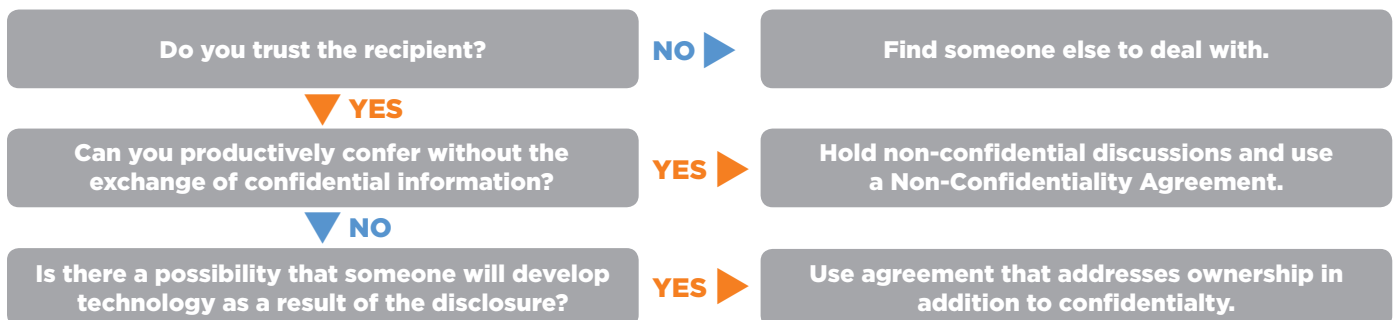 Do you trust the recipient?
NO
Find someone else to deal with.
YES
Can you productively confer without the
exchange of confidential information?
YES
Hold non-confidential discussions and use
a Non-Confidentiality Agreement.
NO
Is there a possibility that someone will develop
technology as a result of the disclosure?
YES
Use agreement that addresses ownership in
addition to confidentialty.